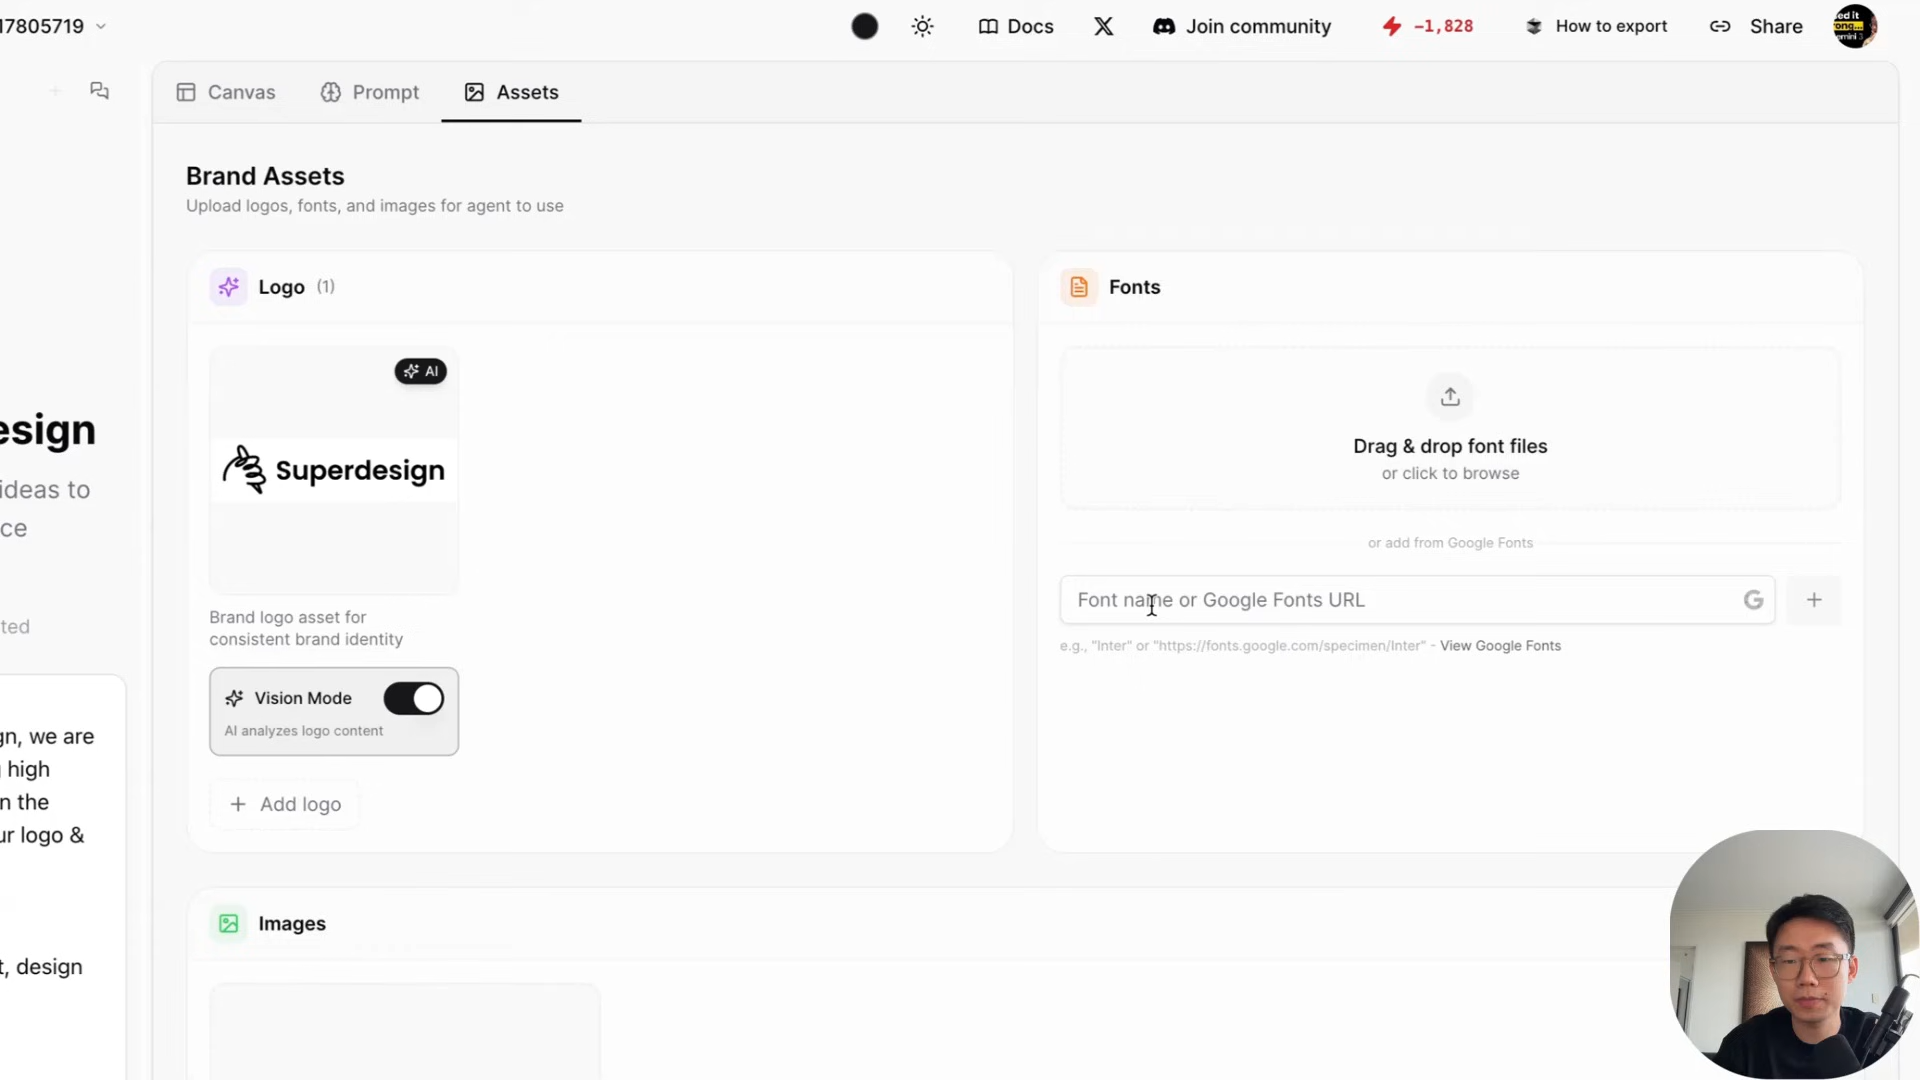 17805719
Docs
Join community
-1,828
How to export
Share
Canvas
Prompt
Assets
Brand Assets
Upload logos, fonts, and images for agent to use
Logo (1)
AI
Superdesign
Brand logo asset for
consistent brand identity
Vision Mode
AI analyzes logo content
+ Add logo
Fonts
Drag & drop font files
or click to browse
or add from Google Fonts
Font name or Google Fonts URL
e.g., "Inter" or "https://fonts.google.com/specimen/Inter" - View Google Fonts
Images
esign
ideas to
ce
ted
gn, we are
high
n the
ur logo &
t, design